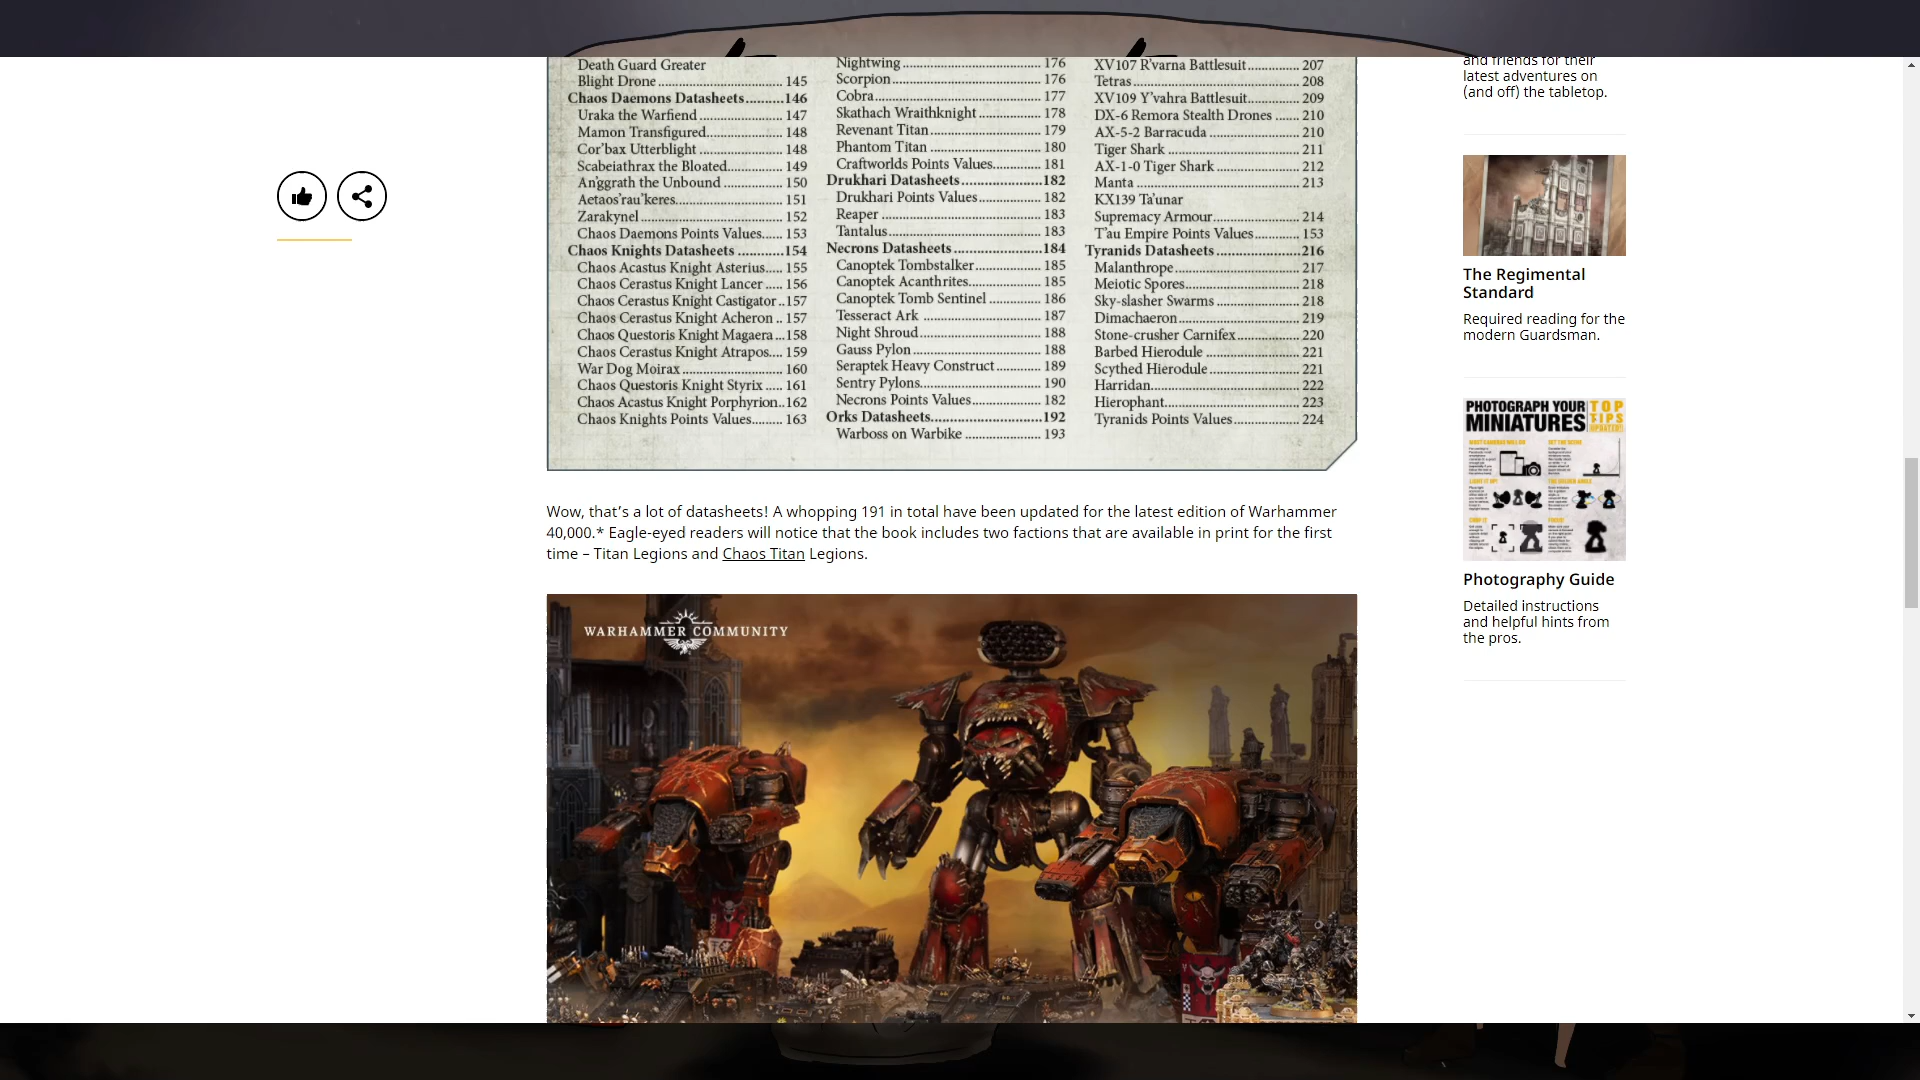 Death Guard Greater
Blight Drone 145
Chaos Daemons Datasheets 146
Uraka the Warfiend 147
Mamon Transfigured 148
Cor'bax Utterblight 148
Scabeiathrax the Bloated 149
An'ggrath the Unbound 150
Aetaos'rau'keres 151
Zarakynel 152
Chaos Daemons Points Values 153
Chaos Knights Datasheets 154
Chaos Acastus Knight Asterius 155
Chaos Cerastus Knight Lancer 156
Chaos Cerastus Knight Castigator 157
Chaos Cerastus Knight Acheron 157
Chaos Questoris Knight Magaera 158
Chaos Cerastus Knight Atrapos 159
War Dog Moirax 160
Chaos Questoris Knight Styrix 161
Chaos Acastus Knight Porphyrion 162
Chaos Knights Points Values 163
Nightwing 176
Scorpion 176
Cobra 177
Skathach Wraithknight 178
Revenant Titan 179
Phantom Titan 180
Craftworlds Points Values 181
Drukhari Datasheets 182
Drukhari Points Values 182
Reaper 183
Tantalus 183
Necrons Datasheets 184
Canoptek Tombstalker 185
Canoptek Acanthrites 185
Canoptek Tomb Sentinel 186
Tesseract Ark 187
Night Shroud 188
Gauss Pylon 188
Seraptek Heavy Construct 189
Sentry Pylons 190
Necrons Points Values 182
Orks Datasheets 192
Warboss on Warbike 193
XV107 R'varna Battlesuit 207
Tetras 208
XV109 Y'vahra Battlesuit 209
DX-6 Remora Stealth Drones 210
AX-5-2 Barracuda 210
Tiger Shark 211
AX-1-0 Tiger Shark 212
Manta 213
KX139 Ta'unar
Supremacy Armour 214
T'au Empire Points Values 153
Tyranids Datasheets 216
Malanthrope 217
Meiotic Spores 218
Sky-slasher Swarms 218
Dimachaeron 219
Stone-crusher Carnifex 220
Barbed Hierodule 221
Scythed Hierodule 221
Harridan 222
Hierophant 223
Tyranids Points Values 224
Wow, that's a lot of datasheets! A whopping 191 in total have been updated for the latest edition of Warhammer
40,000.* Eagle-eyed readers will notice that the book includes two factions that are available in print for the first
time – Titan Legions and Chaos Titan Legions.
WARHAMMER COMMUNITY
and friends for their
latest adventures on
(and off) the tabletop.
The Regimental
Standard
Required reading for the
modern Guardsman.
PHOTOGRAPH YOUR
MINIATURES
TOP
TIPS
Photography Guide
Detailed instructions
and helpful hints from
the pros.